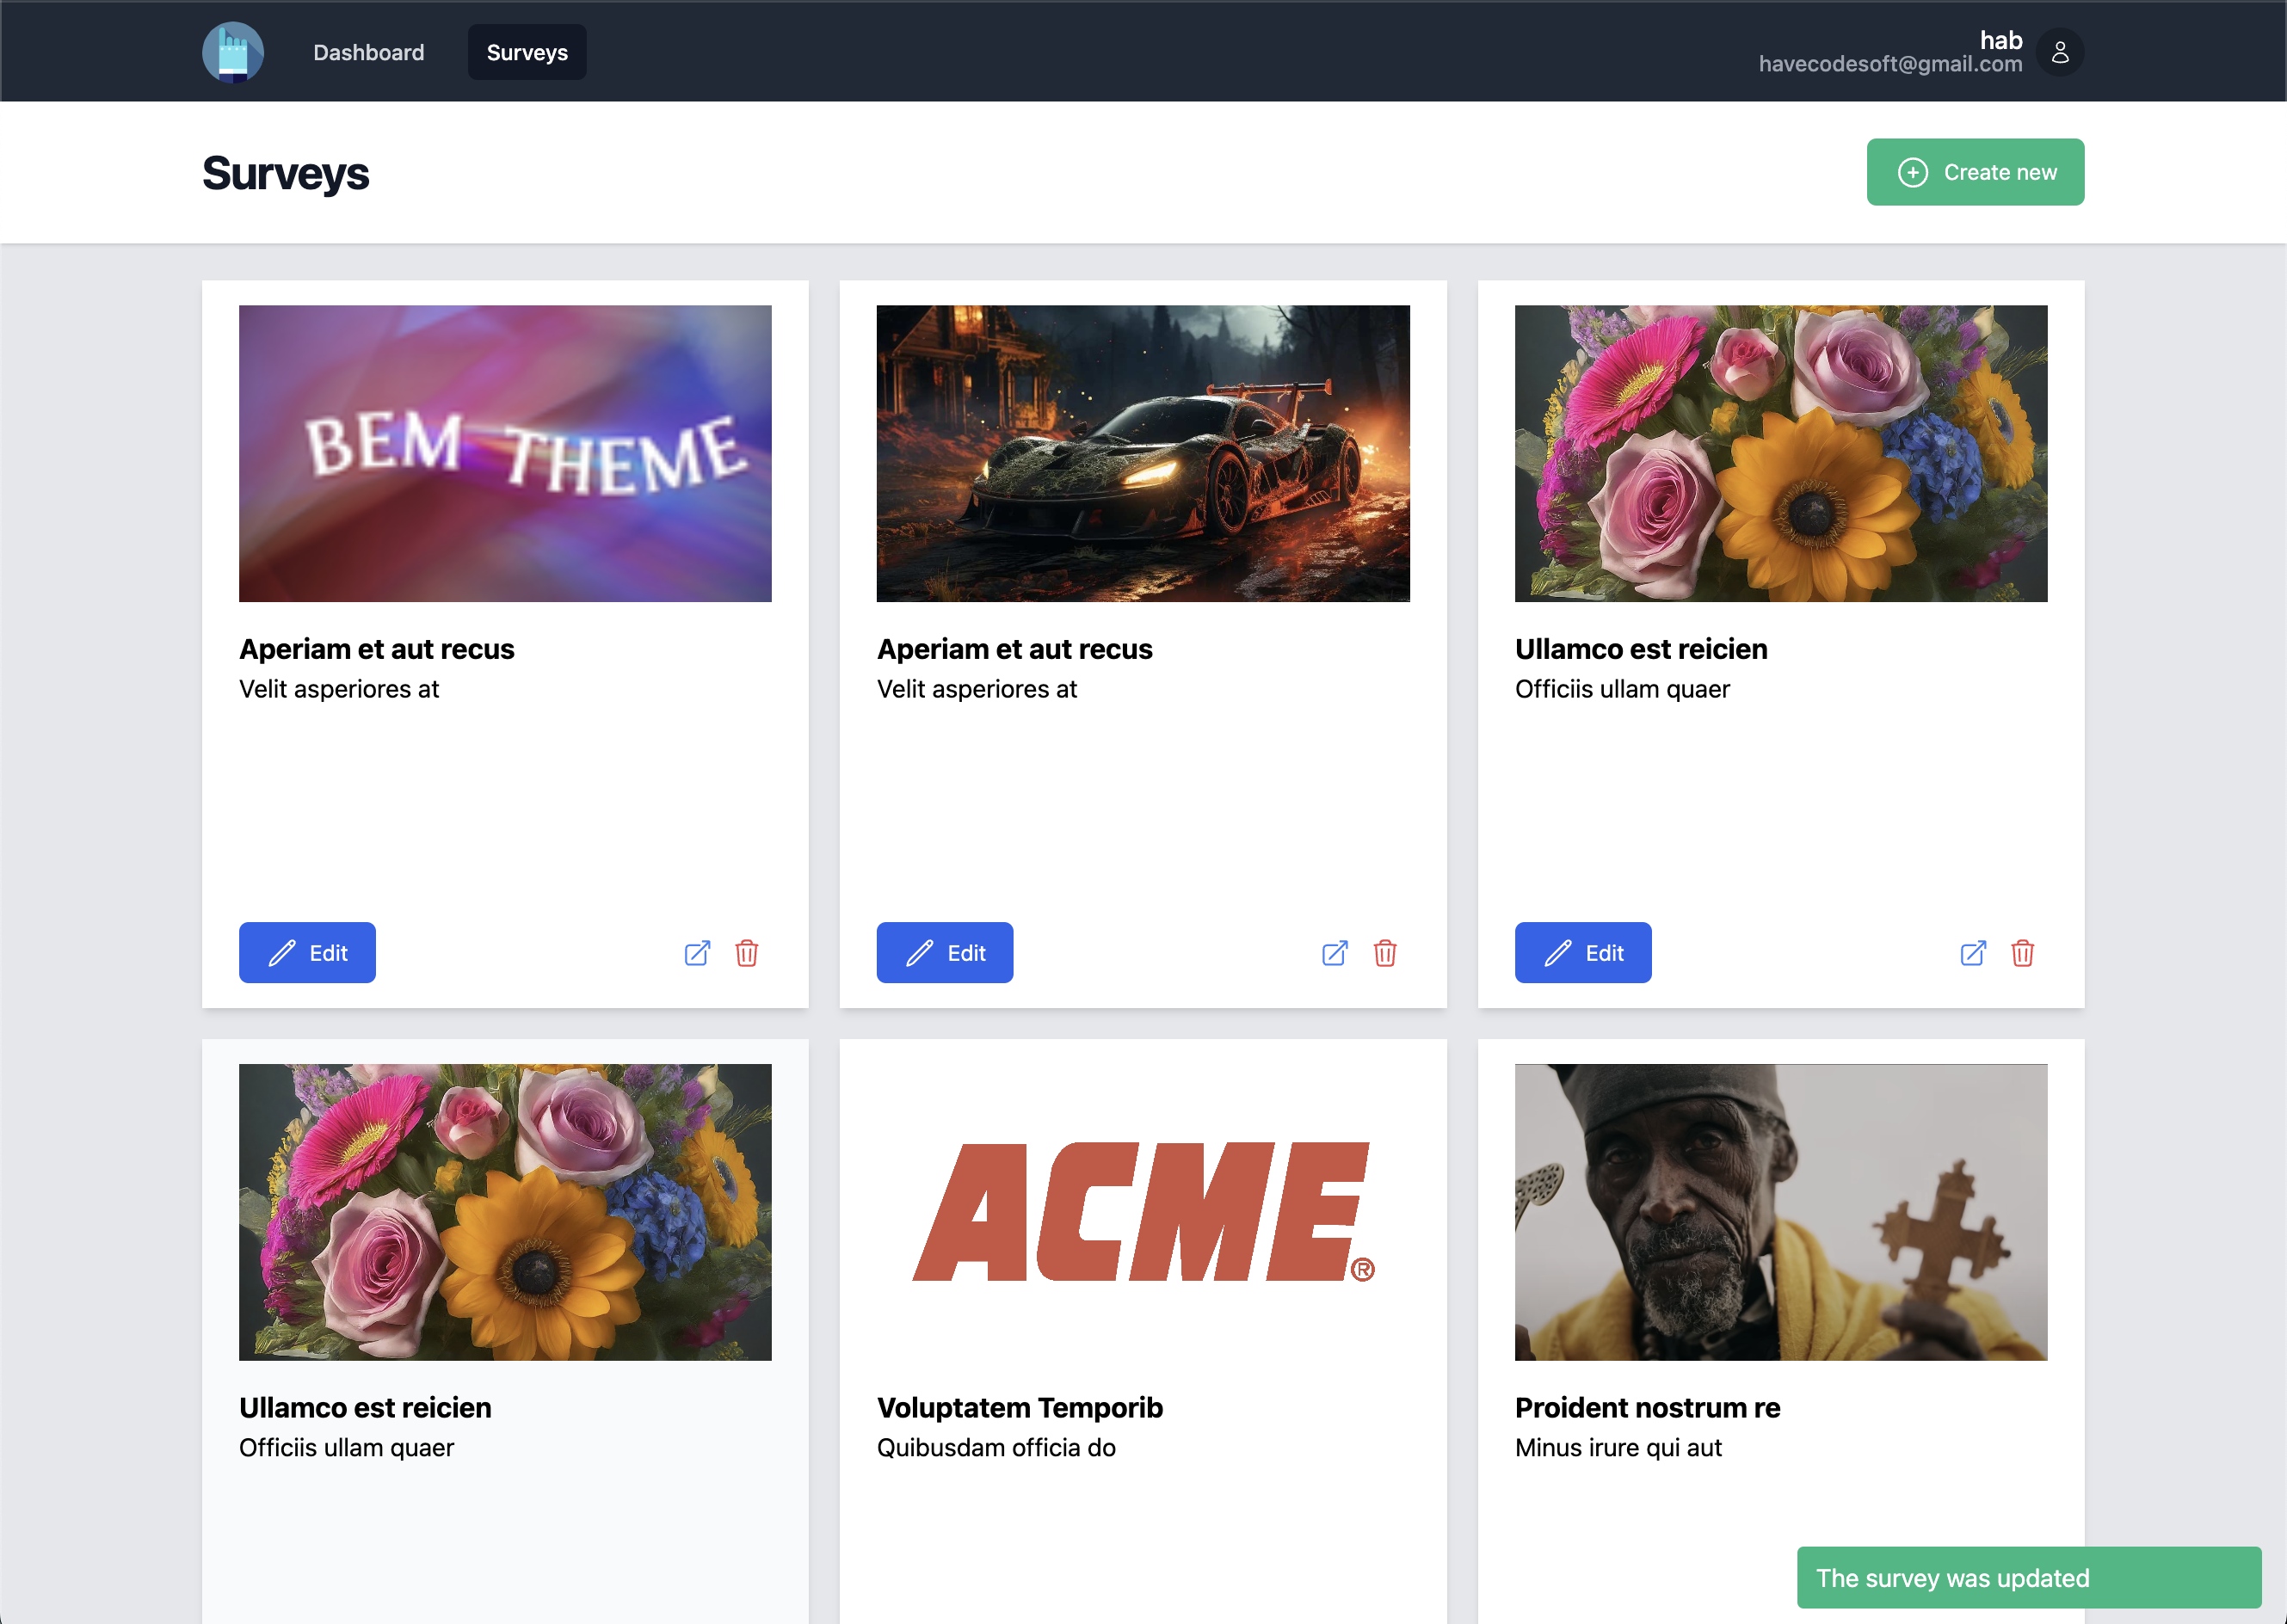 Dashboard
Surveys
hab
havecodesoft@gmail.com
Surveys
Create new
BEM THEME
Aperiam et aut recus
Velit asperiores at
Edit
Aperiam et aut recus
Velit asperiores at
Edit
Ullamco est reicien
Officiis ullam quaer
Edit
Ullamco est reicien
Officiis ullam quaer
ACME®
Voluptatem Temporib
Quibusdam officia do
Proident nostrum re
Minus irure qui aut
The survey was updated